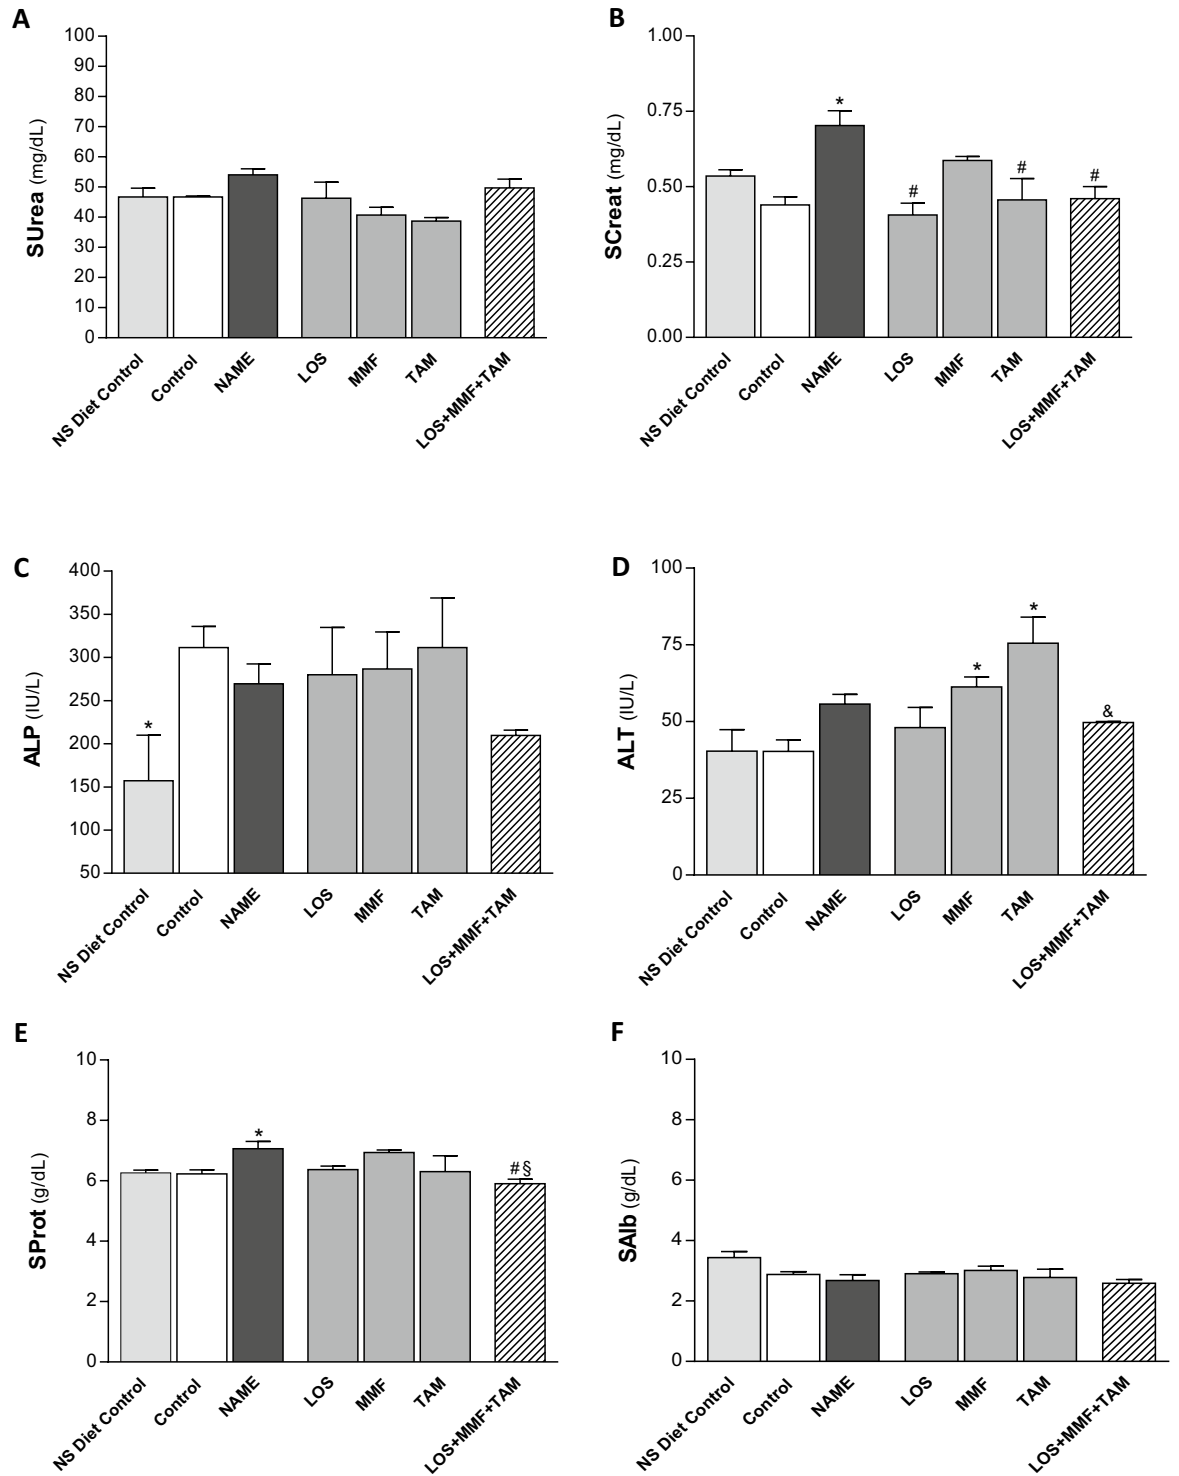 A
SUrea (mg/dL)
100
90
80
70
60
50
40
30
20
10
0
NS Diet Control
Control
NAME
LOS
MMF
TAM
LOS+MMF+TAM
B
SCreat (mg/dL)
1.00
0.75
0.50
0.25
0.00
*
#
#
#
NS Diet Control
Control
NAME
LOS
MMF
TAM
LOS+MMF+TAM
C
ALP (IU/L)
400
350
300
250
200
150
100
50
*
NS Diet Control
Control
NAME
LOS
MMF
TAM
LOS+MMF+TAM
D
ALT (IU/L)
100
75
50
25
0
*
*
&
NS Diet Control
Control
NAME
LOS
MMF
TAM
LOS+MMF+TAM
E
SProt (g/dL)
10
8
6
4
2
0
*
#§
NS Diet Control
Control
NAME
LOS
MMF
TAM
LOS+MMF+TAM
F
SAlb (g/dL)
10
8
6
4
2
0
NS Diet Control
Control
NAME
LOS
MMF
TAM
LOS+MMF+TAM